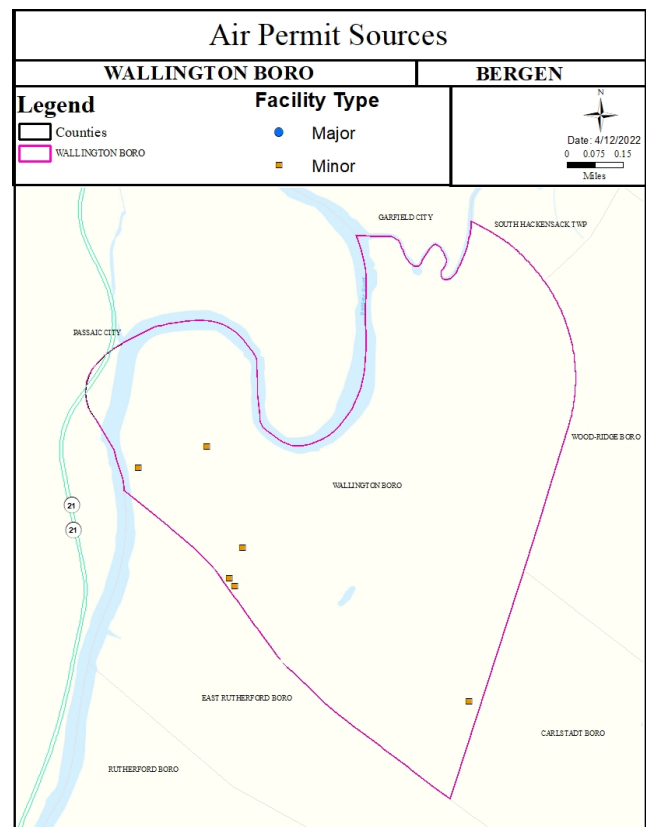 Air Permit Sources
WALLINGTON BORO
BERGEN
Legend
Facility Type
Counties
WALLINGTON BORO
Major
Minor
N
Date: 4/12/2022
0 0.075 0.15
Miles
GARFIELD CITY
SOUTH HACKENSACK TWP
PASSAIC CITY
WOOD-RIDGE BORO
WALLINGTON BORO
21
21
EAST RUTHERFORD BORO
CARLSTADT BORO
RUTHERFORD BORO